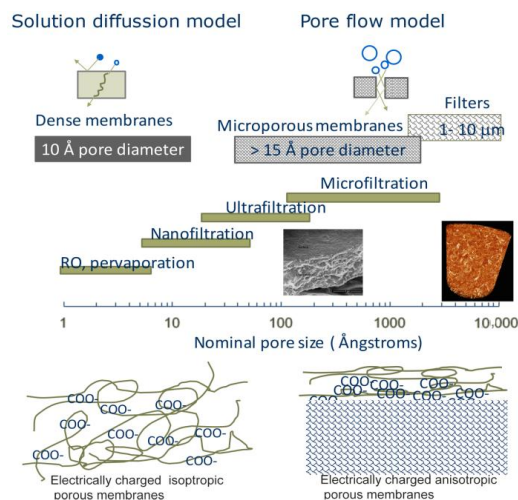 Solution diffussion model
Pore flow model
Dense membranes
10 Å pore diameter
Microporous membranes
> 15 Å pore diameter
Filters
1- 10 µm
Microfiltration
Ultrafiltration
Nanofiltration
RO, pervaporation
1
10
100
1000
10,000
Nominal pore size ( Ångstroms)
COO-
COO-
COO-
COO-
COO-
COO-
COO-
COO-
COO-
Electrically charged isoptropic
porous membranes
COO-
COO-
COO-
COO-
COO-
COO-
COO-
Electrically charged anisotropic
porous membranes